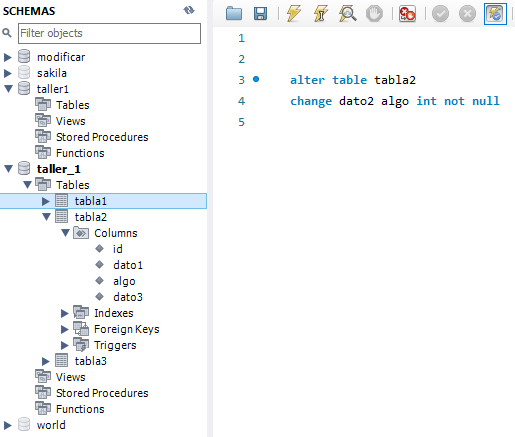 SCHEMAS
Filter objects
modificar
sakila
taller1
Tables
Views
Stored Procedures
Functions
taller_1
Tables
tabla1
tabla2
Columns
id
dato1
algo
dato3
Indexes
Foreign Keys
Triggers
tabla3
Views
Stored Procedures
Functions
world
1
2
3 alter table tabla2
4 change dato2 algo int not null
5